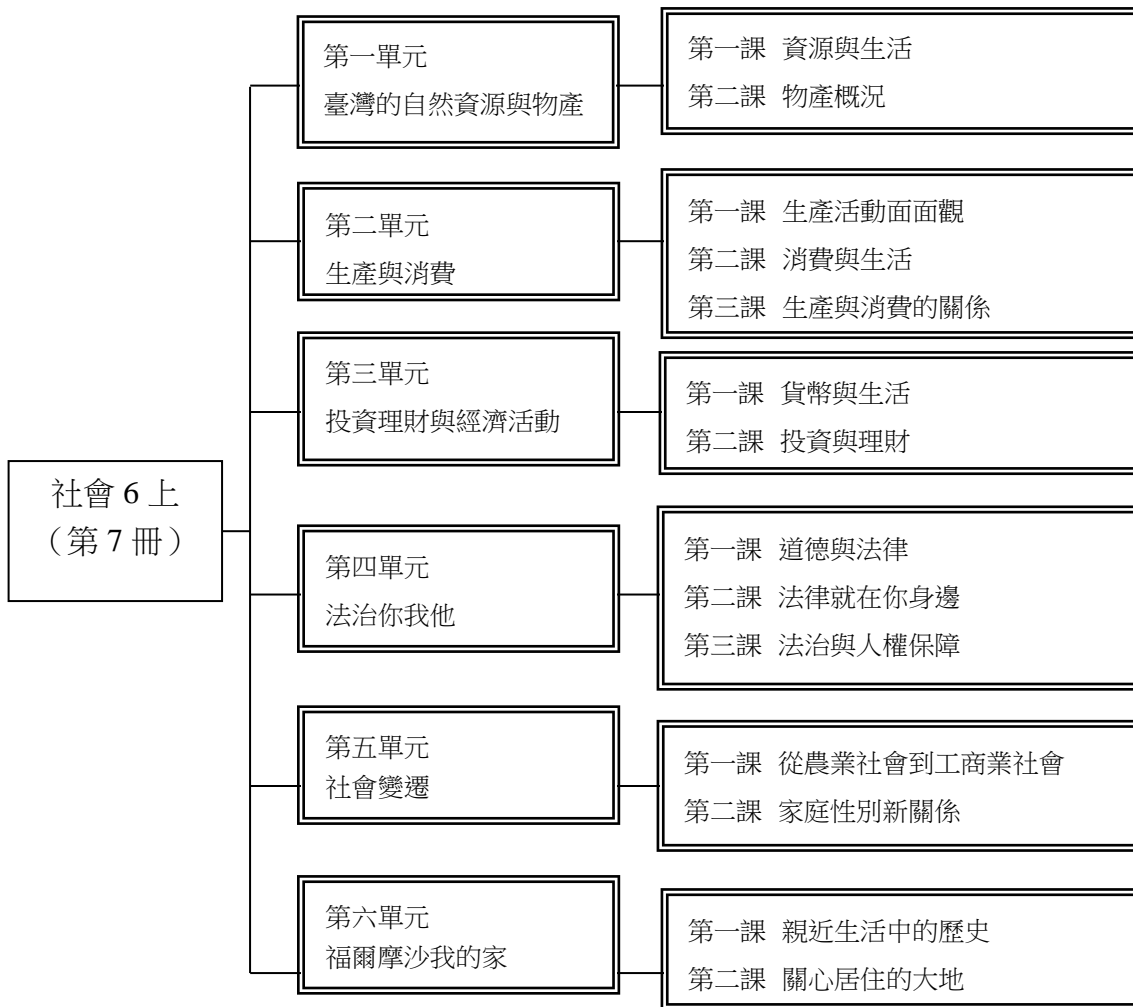 社會 6 上
（第 7 冊）
第一單元
臺灣的自然資源與物產
第一課 資源與生活
第二課 物產概況
第二單元
生產與消費
第一課 生產活動面面觀
第二課 消費與生活
第三課 生產與消費的關係
第三單元
投資理財與經濟活動
第一課 貨幣與生活
第二課 投資與理財
第四單元
法治你我他
第一課 道德與法律
第二課 法律就在你身邊
第三課 法治與人權保障
第五單元
社會變遷
第一課 從農業社會到工商業社會
第二課 家庭性別新關係
第六單元
福爾摩沙我的家
第一課 親近生活中的歷史
第二課 關心居住的大地